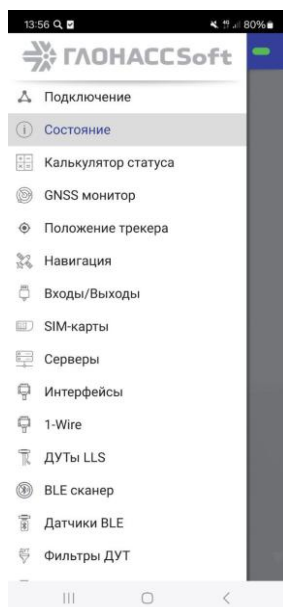 13:56
80%
ГЛОНАССSoft
Подключение
Состояние
Калькулятор статуса
GNSS монитор
Положение трекера
Навигация
Входы/Выходы
SIM-карты
Серверы
Интерфейсы
1-Wire
ДУТы LLS
BLE сканер
Датчики BLE
Фильтры ДУТ